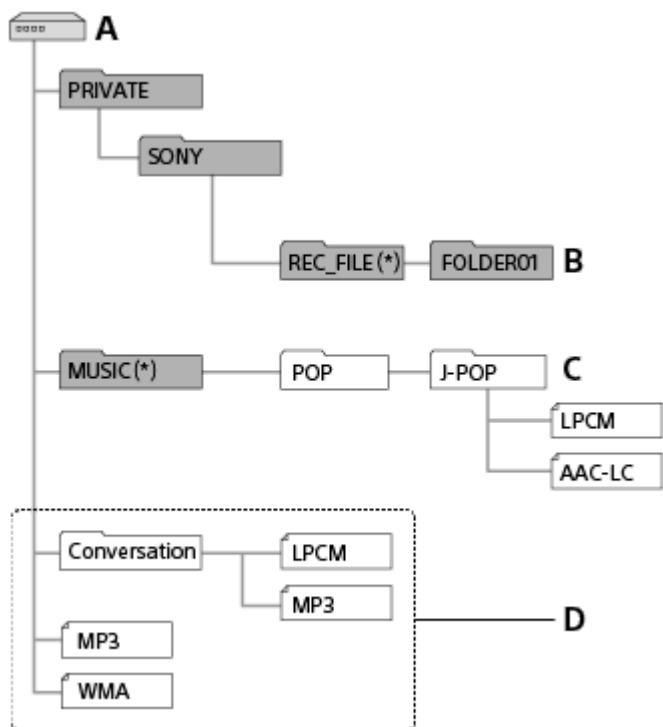 A
PRIVATE
SONY
REC_FILE(*)
FOLDER01
B
MUSIC(*)
POP
J-POP
C
LPCM
AAC-LC
Conversation
LPCM
MP3
D
MP3
WMA